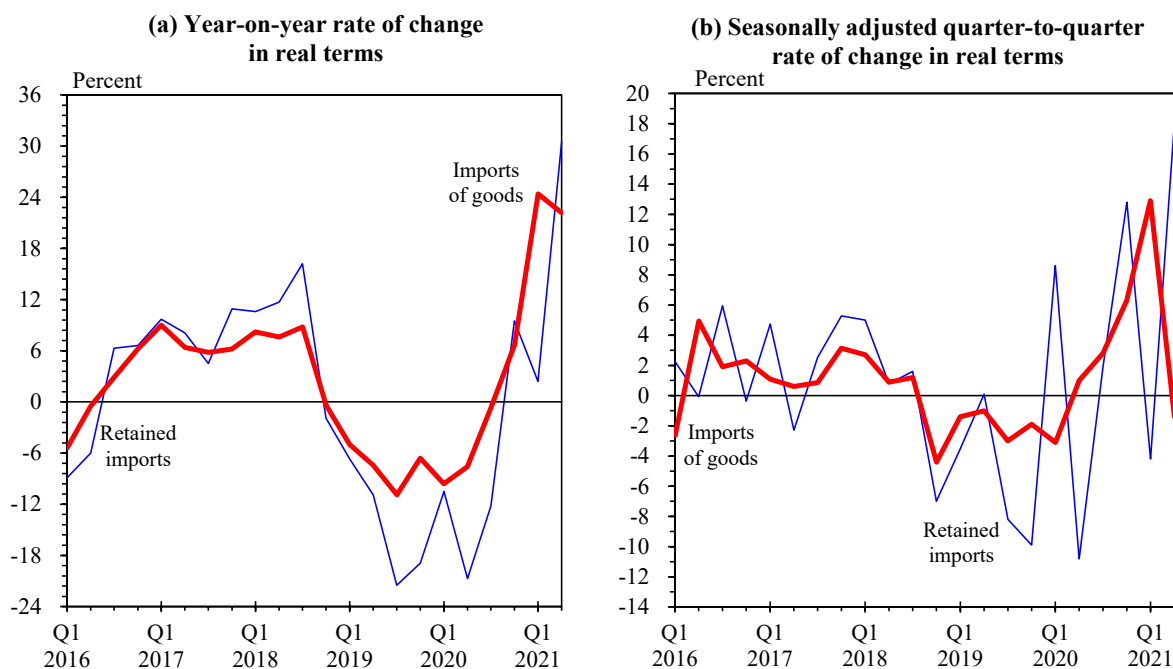 (a) Year-on-year rate of change
in real terms
Percent
36
30
24
18
12
6
0
-6
-12
-18
-24
Imports
of goods
Retained
imports
Q1
2016
Q1
2017
Q1
2018
Q1
2019
Q1
2020
Q1
2021
(b) Seasonally adjusted quarter-to-quarter
rate of change in real terms
Percent
20
18
16
14
12
10
8
6
4
2
0
-2
-4
-6
-8
-10
-12
-14
Imports
of goods
Retained
imports
Q1
2016
Q1
2017
Q1
2018
Q1
2019
Q1
2020
Q1
2021